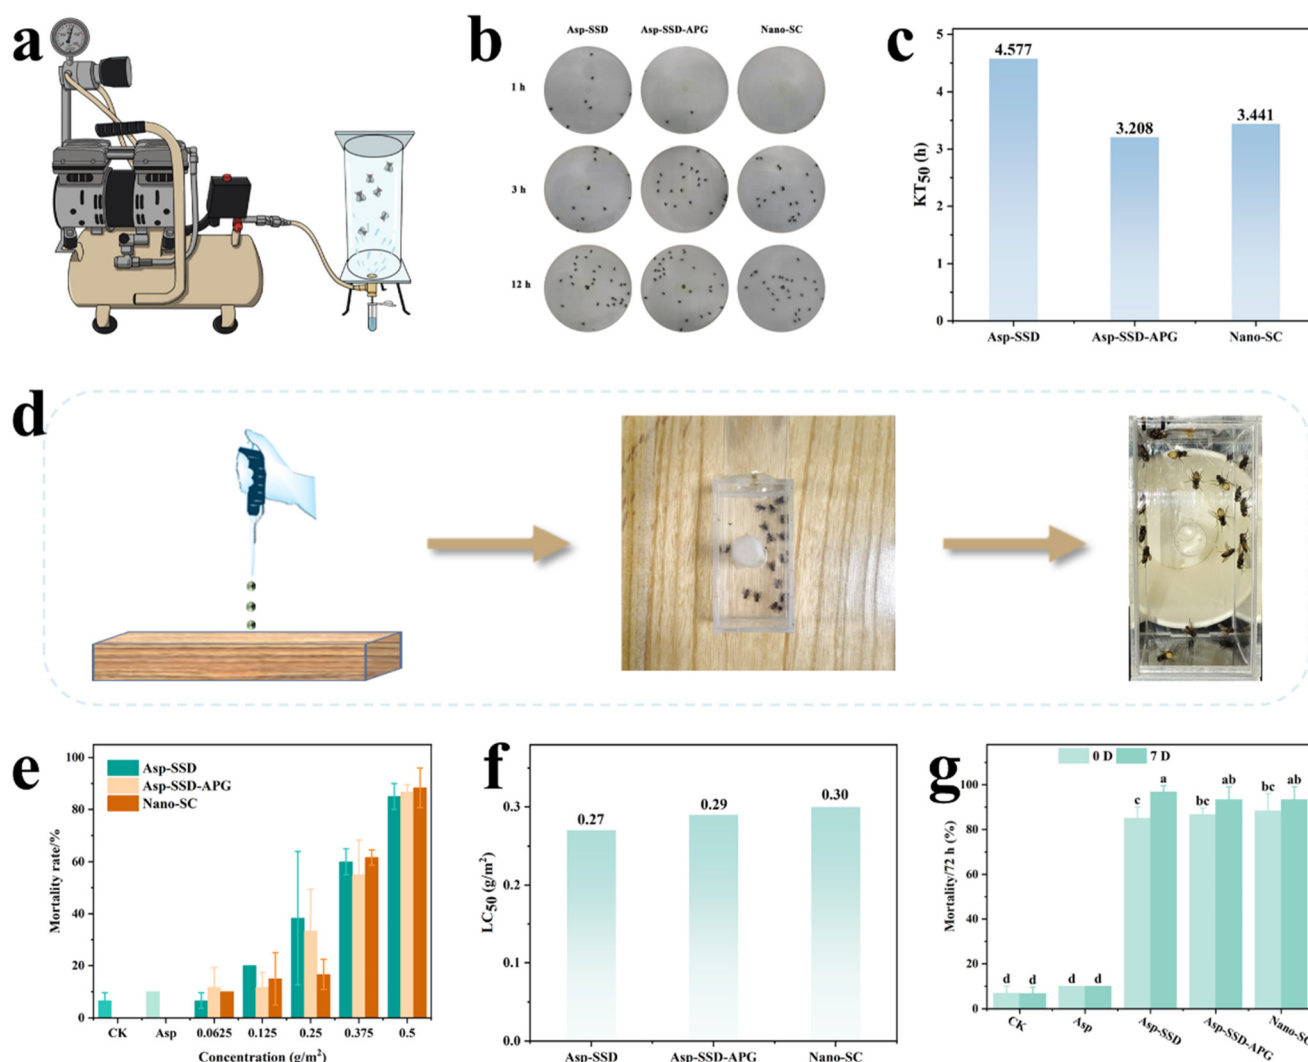 a
b
Asp-SSD Asp-SSD-APG Nano-SC
1 h
3 h
12 h
c
5
4
3
2
1
0
KT50 (h)
4.577
3.208
3.441
Asp-SSD Asp-SSD-APG Nano-SC
d
e
100
80
60
40
20
0
Mortality rate/%
Asp-SSD
Asp-SSD-APG
Nano-SC
CK Asp 0.0625 0.125 0.25 0.375 0.5
Concentration (g/m²)
f
0.3
0.2
0.1
0.0
LC50 (g/m²)
0.27
0.29
0.30
Asp-SSD Asp-SSD-APG Nano-SC
g
0 D 7 D
100
80
60
40
20
0
Mortality/72 h (%)
d d d d c a bc ab bc ab
CK Asp Asp-SSD Asp-SSD-APG Nano-SC